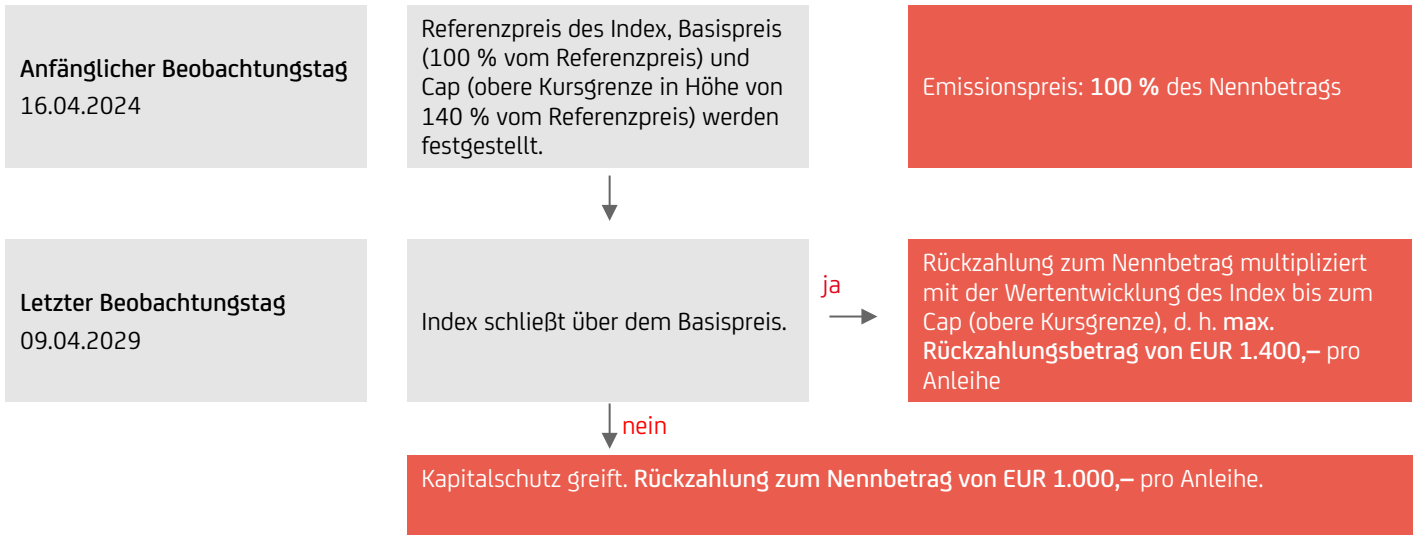 Anfänglicher Beobachtungstag
16.04.2024
Referenzpreis des Index, Basispreis
(100 % vom Referenzpreis) und
Cap (obere Kursgrenze in Höhe von
140 % vom Referenzpreis) werden
festgestellt.
Emissionspreis: 100 % des Nennbetrags
Letzter Beobachtungstag
09.04.2029
Index schließt über dem Basispreis.
ja
Rückzahlung zum Nennbetrag multipliziert
mit der Wertentwicklung des Index bis zum
Cap (obere Kursgrenze), d. h. max.
Rückzahlungsbetrag von EUR 1.400,– pro
Anleihe
nein
Kapitalschutz greift. Rückzahlung zum Nennbetrag von EUR 1.000,– pro Anleihe.